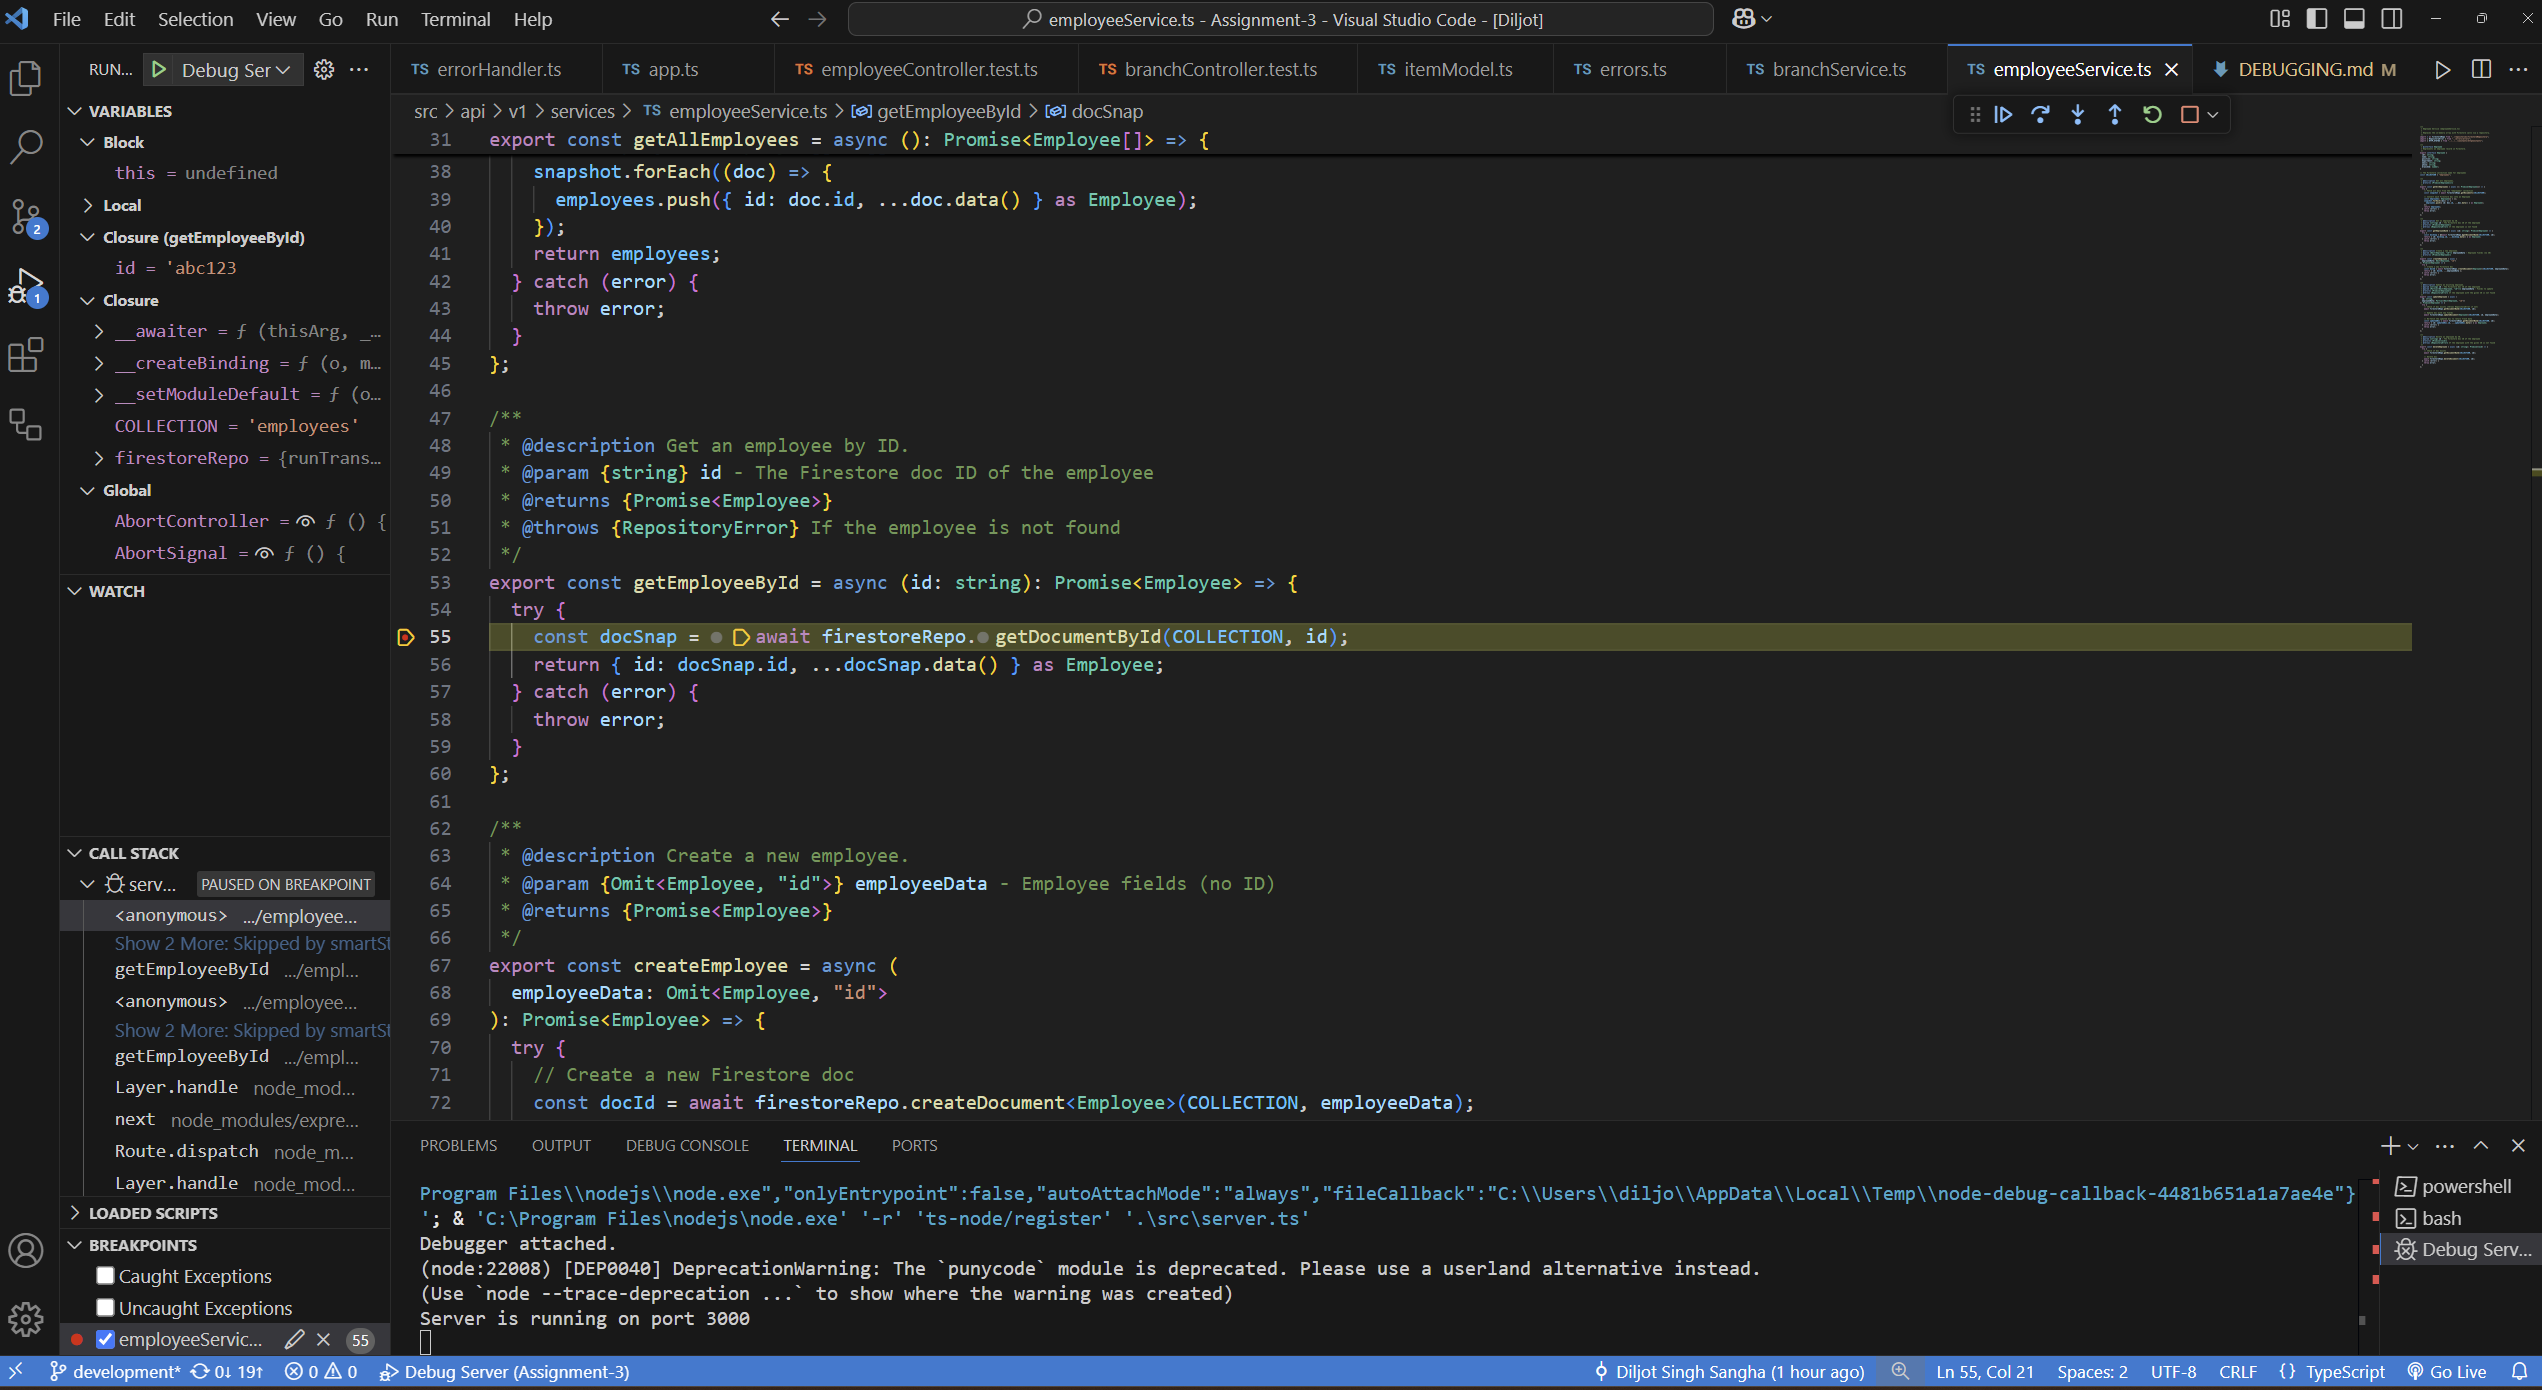 File Edit Selection View Go Run Terminal Help
employeeService.ts - Assignment-3 - Visual Studio Code - [Diljot]
RUN... Debug Ser
TS errorHandler.ts TS app.ts TS employeeController.test.ts TS branchController.test.ts TS itemModel.ts TS errors.ts TS branchService.ts TS employeeService.ts DEBUGGING.md M
src > api > v1 > services > TS employeeService.ts > getEmployeeById > docSnap
VARIABLES
Block
this = undefined
Local
Closure (getEmployeeById)
id = 'abc123
Closure
__awaiter = ƒ (thisArg, _…
__createBinding = ƒ (o, m…
__setModuleDefault = ƒ (o…
COLLECTION = 'employees'
firestoreRepo = {runTrans…
Global
AbortController = ƒ () {
AbortSignal = ƒ () {
WATCH
CALL STACK
serv... PAUSED ON BREAKPOINT
<anonymous> .../employee...
Show 2 More: Skipped by smartSt
getEmployeeById .../empl...
<anonymous> .../employee...
Show 2 More: Skipped by smartSt
getEmployeeById .../empl...
Layer.handle node_mod...
next node_modules/expre...
Route.dispatch node_m...
Layer.handle node_mod...
LOADED SCRIPTS
BREAKPOINTS
Caught Exceptions
Uncaught Exceptions
employeeServic... 55
31 export const getAllEmployees = async (): Promise<Employee[]> => {
38 snapshot.forEach((doc) => {
39 employees.push({ id: doc.id, ...doc.data() } as Employee);
40 });
41 return employees;
42 } catch (error) {
43 throw error;
44 }
45 };
46
47 /**
48 * @description Get an employee by ID.
49 * @param {string} id - The Firestore doc ID of the employee
50 * @returns {Promise<Employee>}
51 * @throws {RepositoryError} If the employee is not found
52 */
53 export const getEmployeeById = async (id: string): Promise<Employee> => {
54 try {
55 const docSnap = await firestoreRepo.getDocumentById(COLLECTION, id);
56 return { id: docSnap.id, ...docSnap.data() } as Employee;
57 } catch (error) {
58 throw error;
59 }
60 };
61
62 /**
63 * @description Create a new employee.
64 * @param {Omit<Employee, "id">} employeeData - Employee fields (no ID)
65 * @returns {Promise<Employee>}
66 */
67 export const createEmployee = async (
68 employeeData: Omit<Employee, "id">
69 ): Promise<Employee> => {
70 try {
71 // Create a new Firestore doc
72 const docId = await firestoreRepo.createDocument<Employee>(COLLECTION, employeeData);
PROBLEMS OUTPUT DEBUG CONSOLE TERMINAL PORTS
Program Files\\nodejs\\node.exe","onlyEntrypoint":false,"autoAttachMode":"always","fileCallback":"C:\\Users\\diljo\\AppData\\Local\\Temp\\node-debug-callback-4481b651a1a7ae4e"}
'; & 'C:\Program Files\nodejs\node.exe' '-r' 'ts-node/register' '.\src\server.ts'
Debugger attached.
(node:22008) [DEP0040] DeprecationWarning: The `punycode` module is deprecated. Please use a userland alternative instead.
(Use `node --trace-deprecation ...` to show where the warning was created)
Server is running on port 3000
powershell
bash
Debug Serv...
development* 0↓ 19↑ 0 0 Debug Server (Assignment-3) Diljot Singh Sangha (1 hour ago) Ln 55, Col 21 Spaces: 2 UTF-8 CRLF {} TypeScript Go Live